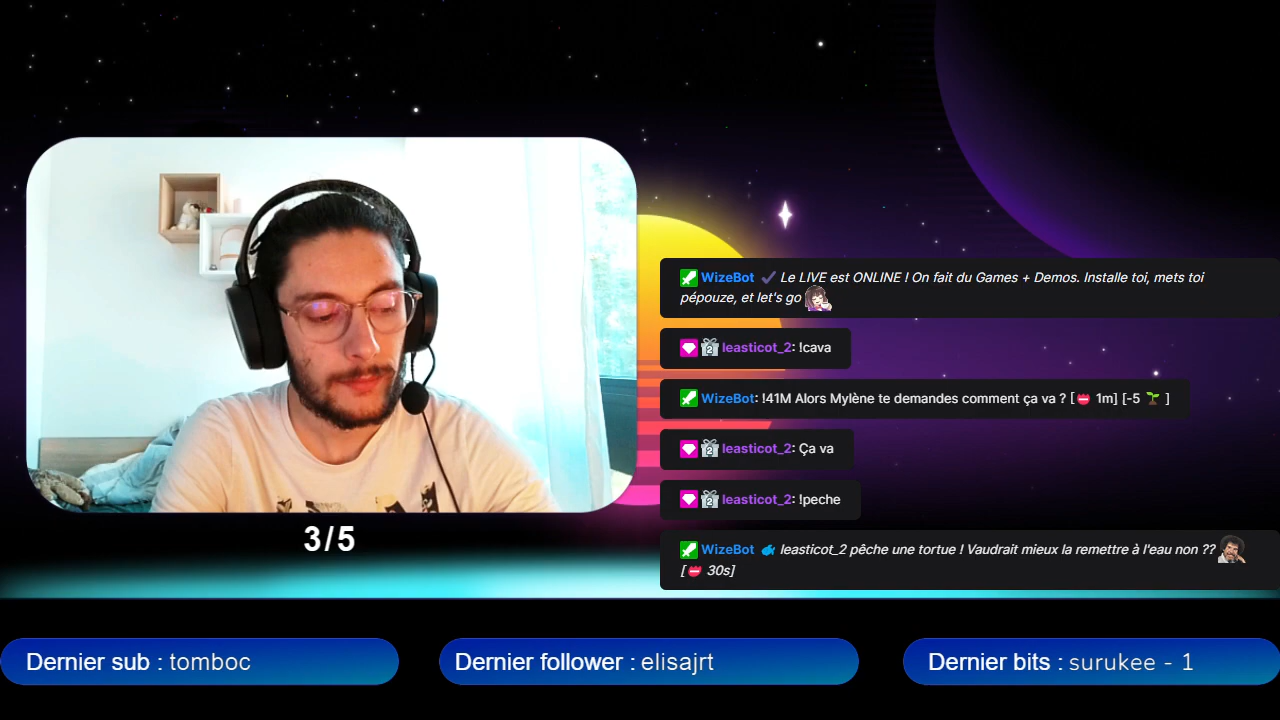 WizeBot Le LIVE est ONLINE ! On fait du Games + Demos. Installe toi, mets toi
pépouze, et let's go
2 leasticot_2: !cava
WizeBot: !41M Alors Mylène te demandes comment ça va ? [ 1m] [-5 ]
2 leasticot_2: Ça va
2 leasticot_2: !peche
WizeBot leasticot_2 pêche une tortue ! Vaudrait mieux la remettre à l'eau non ??
[ 30s]
3/5
Dernier sub : tomboc
Dernier follower : elisajrt
Dernier bits : surukee - 1